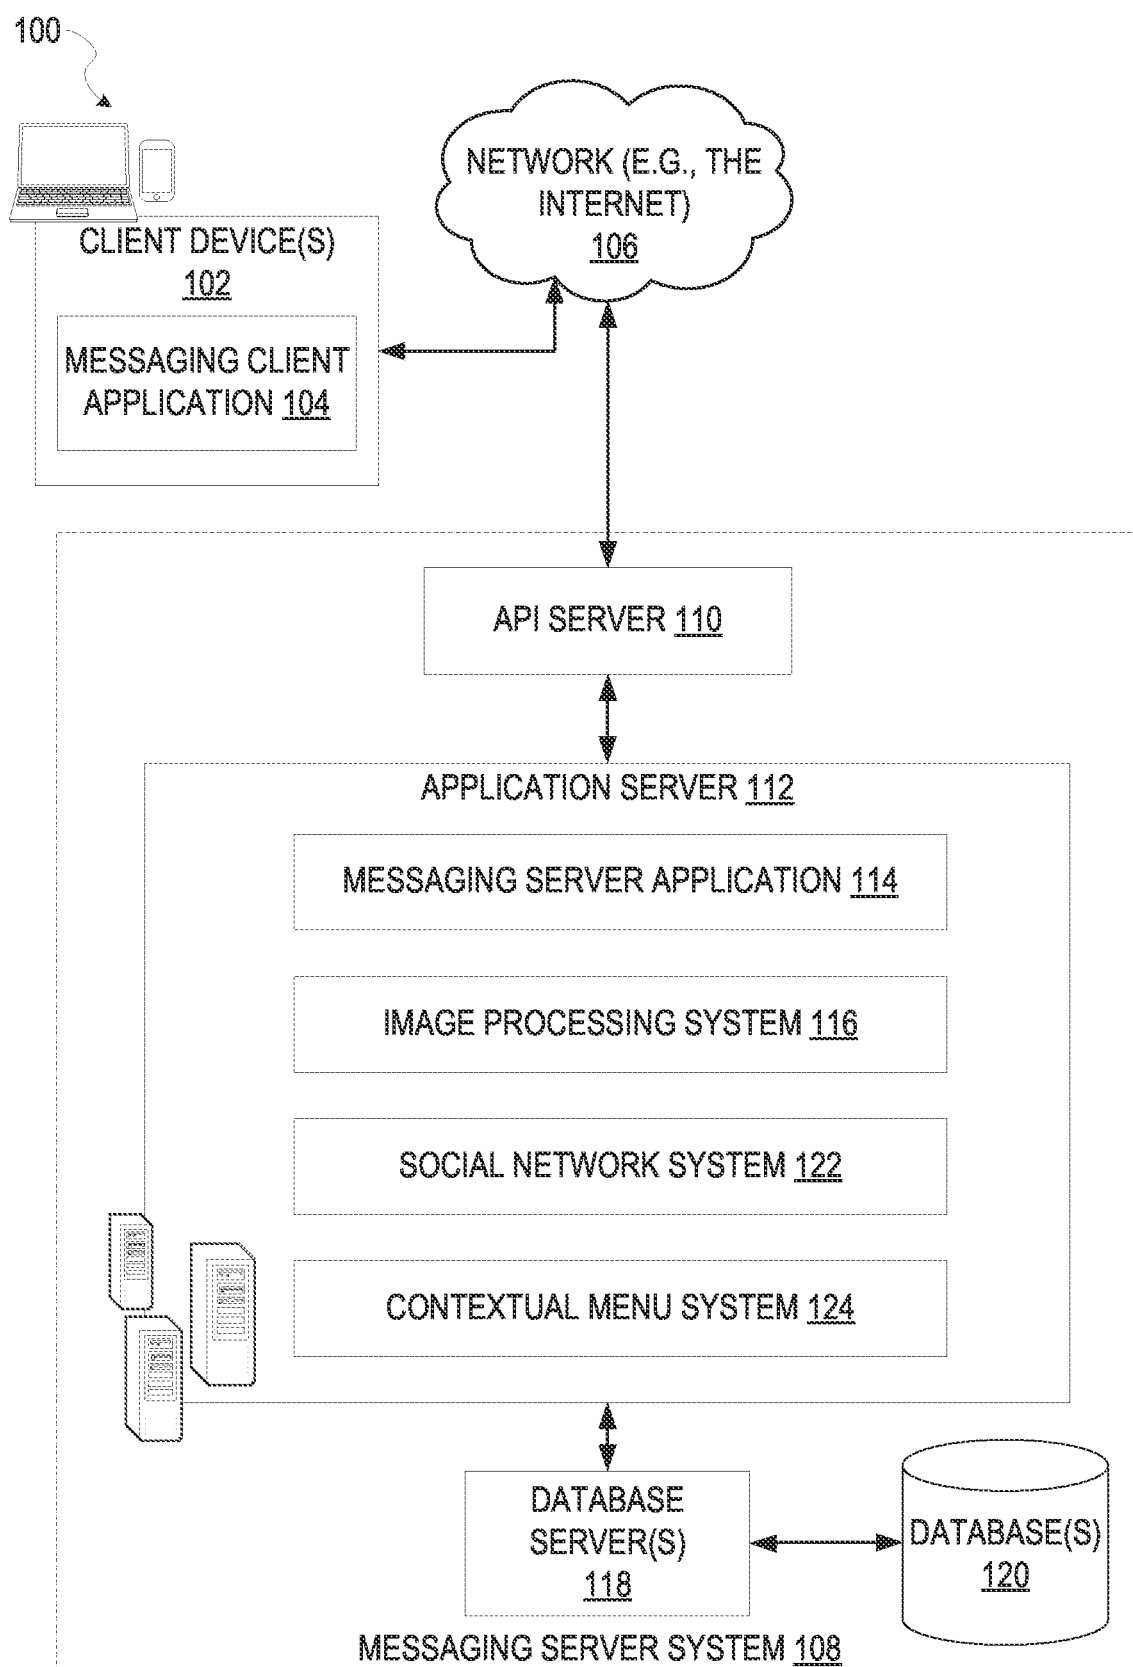 100
NETWORK (E.G., THE
INTERNET)
106
CLIENT DEVICE(S)
102
MESSAGING CLIENT
APPLICATION 104
API SERVER 110
APPLICATION SERVER 112
MESSAGING SERVER APPLICATION 114
IMAGE PROCESSING SYSTEM 116
SOCIAL NETWORK SYSTEM 122
CONTEXTUAL MENU SYSTEM 124
DATABASE
SERVER(S)
118
DATABASE(S)
120
MESSAGING SERVER SYSTEM 108